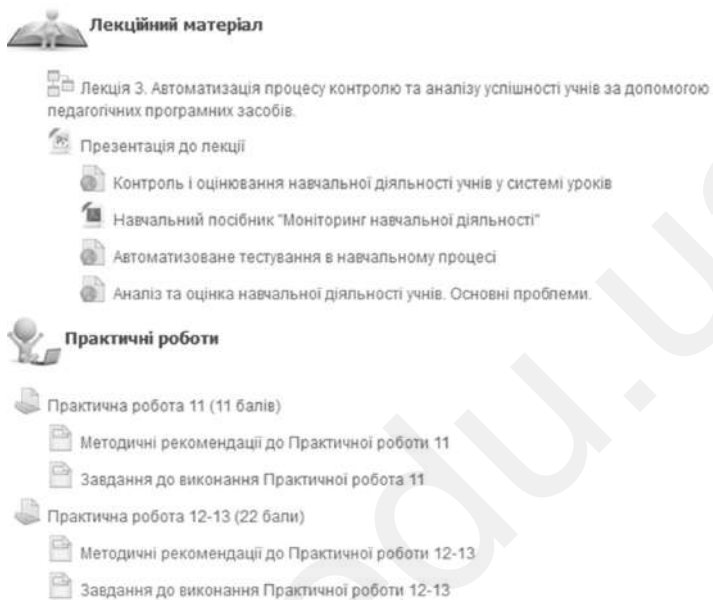 Лекційний матеріал
Лекція 3. Автоматизація процесу контролю та аналізу успішності учнів за допомогою
педагогічних програмних засобів.
Презентація до лекції
Контроль і оцінювання навчальної діяльності учнів у системі уроків
Навчальний посібник "Моніторинг навчальної діяльності"
Автоматизоване тестування в навчальному процесі
Аналіз та оцінка навчальної діяльності учнів. Основні проблеми.
Практичні роботи
Практична робота 11 (11 балів)
Методичні рекомендації до Практичної роботи 11
Завдання до виконання Практичної робота 11
Практична робота 12-13 (22 бали)
Методичні рекомендації до Практичної роботи 12-13
Завдання до виконання Практичної роботи 12-13
edu.u